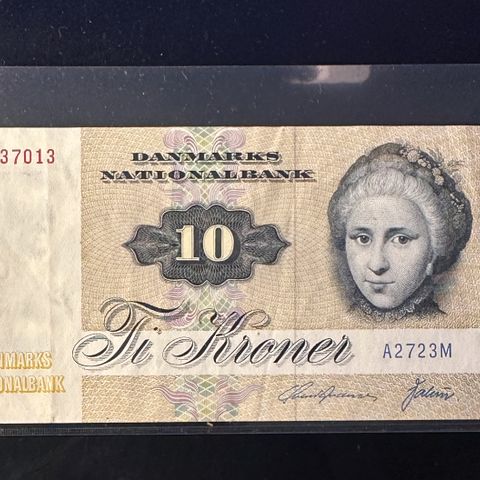 37013
DANMARKS
NATIONALBANK
10
Ti Kroner
A2723M
NMARKS
ONALBANK